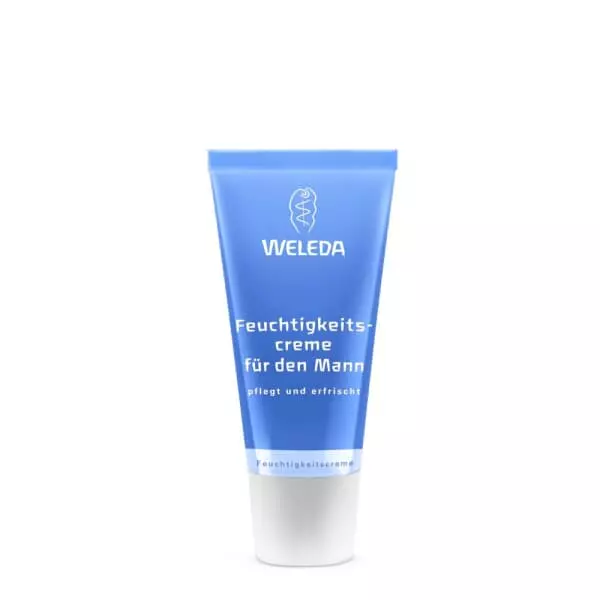 WELEDA
Feuchtigkeits-
creme
für den Mann
pflegt und erfrischt
Feuchtigkeitscreme